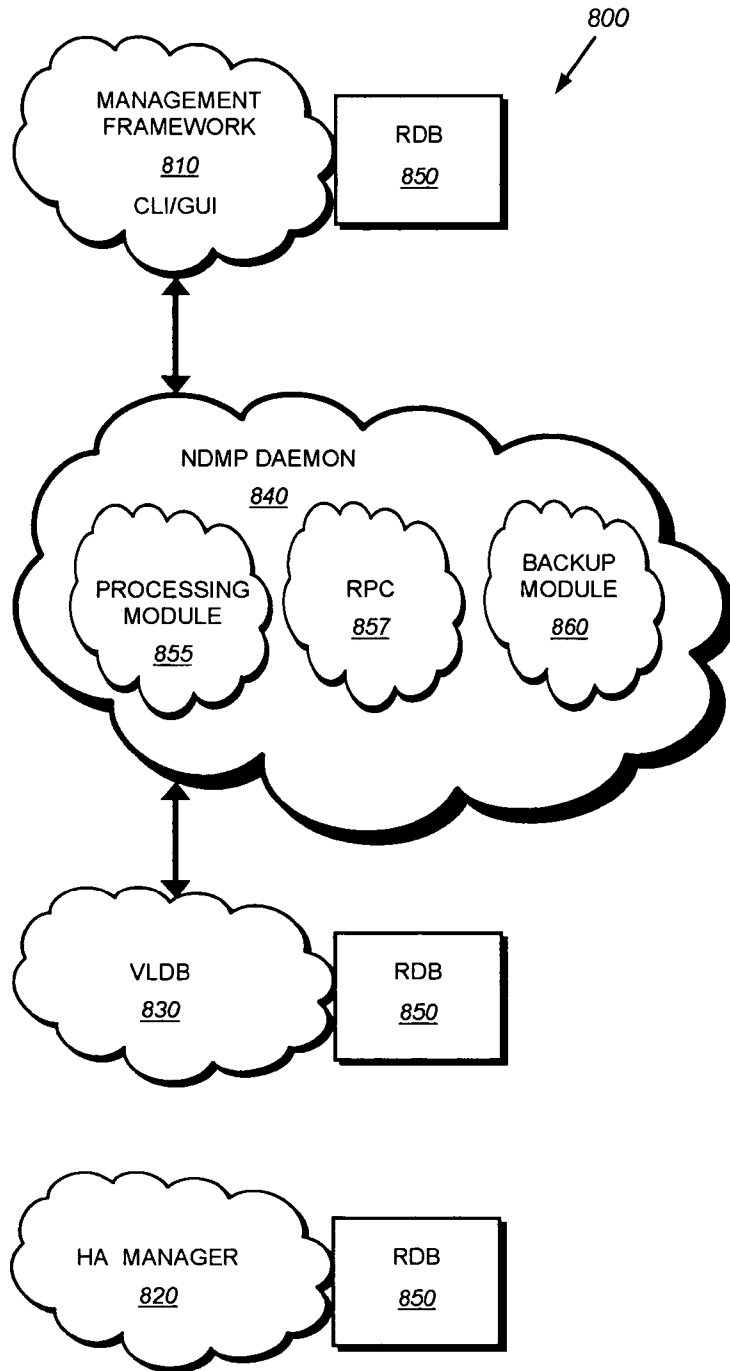 800
MANAGEMENT
FRAMEWORK
810
CLI/GUI
RDB
850
NDMP DAEMON
840
PROCESSING
MODULE
855
RPC
857
BACKUP
MODULE
860
VLDB
830
RDB
850
HA MANAGER
820
RDB
850